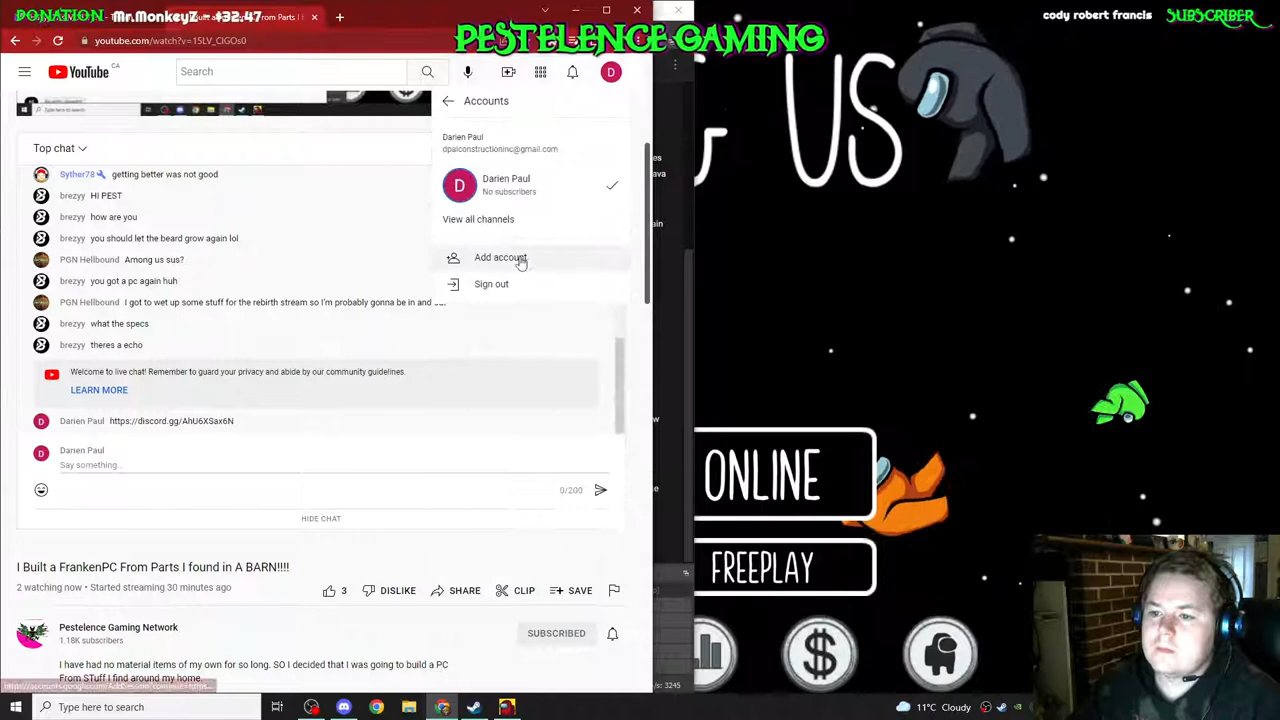 DONATION Mr.MonkeyZ +32.47
cody robert francis SUBSCRIBER
youtube.com/watch?v=15LV_ClGOs0
PESTELENCE GAMING
YouTube CA
Search
D
Accounts
Darien Paul
dpalconstructioninc@gmail.com
D
Darien Paul
No subscribers
View all channels
Add account
Sign out
Top chat
Syther78 getting better was not good
brezyy HI PEST
brezyy how are you
brezyy you should let the beard grow again lol
PGN Hellbound Among us sus?
brezyy you got a pc again huh
PGN Hellbound I got to wet up some stuff for the rebirth stream so I'm probably gonna be in and
brezyy what the specs
brezyy theres a echo
Welcome to live chat! Remember to guard your privacy and abide by our community guidelines.
LEARN MORE
D Darien Paul https://discord.gg/AhU6XSax6N
D Darien Paul
Say something...
0/200
HIDE CHAT
I Built a FrankenPC From Parts I found in A BARN!!!!
2 watching now • Started streaming 30 minutes ago
3 DISLIKE SHARE CLIP SAVE
Pestelence Gaming Network
1.18K subscribers
SUBSCRIBED
I have had no material items of my own for so long. SO I decided that I was going to build a PC
From STuff I find around my home.
US
ONLINE
FREEPLAY
$
: 3245
Type here to search
11°C Cloudy